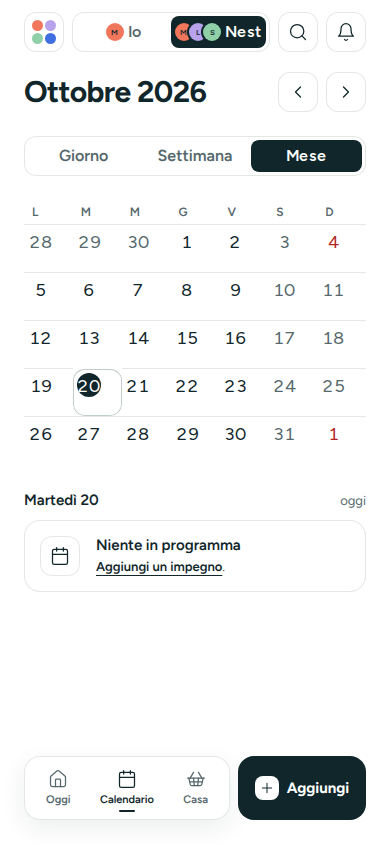 M Io M L S Nest
Ottobre 2026
Giorno Settimana Mese
L M M G V S D
28 29 30 1 2 3 4
5 6 7 8 9 10 11
12 13 14 15 16 17 18
19 20 21 22 23 24 25
26 27 28 29 30 31 1
Martedì 20 oggi
Niente in programma
Aggiungi un impegno.
Oggi Calendario Casa Aggiungi